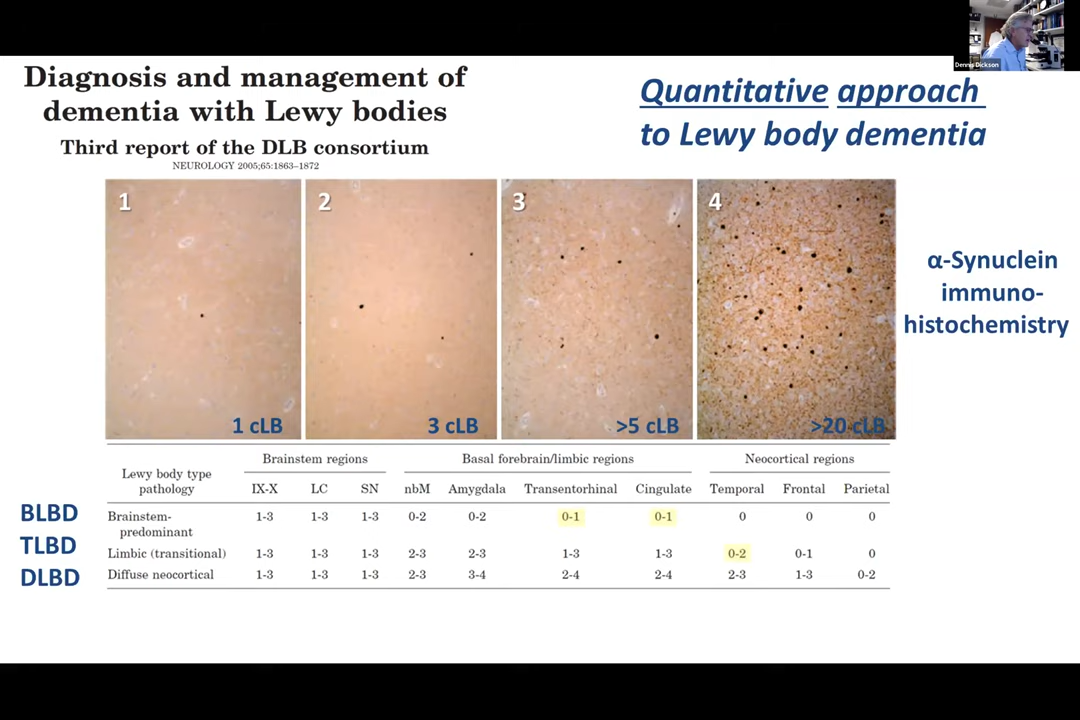 Dennis Dickson
Diagnosis and management of
dementia with Lewy bodies
Third report of the DLB consortium
NEUROLOGY 2005;65:1863–1872
Quantitative approach
to Lewy body dementia
1
2
3
4
1 cLB
3 cLB
>5 cLB
>20 cLB
α-Synuclein
immuno-
histochemistry
Lewy body type
pathology
Brainstem regions
Basal forebrain/limbic regions
Neocortical regions
IX-X LC SN nbM Amygdala Transentorhinal Cingulate Temporal Frontal Parietal
BLBD
Brainstem-
predominant
1-3 1-3 1-3 0-2 0-2 0-1 0-1 0 0 0
TLBD
Limbic (transitional) 1-3 1-3 1-3 2-3 2-3 1-3 1-3 0-2 0-1 0
DLBD
Diffuse neocortical 1-3 1-3 1-3 2-3 3-4 2-4 2-4 2-3 1-3 0-2